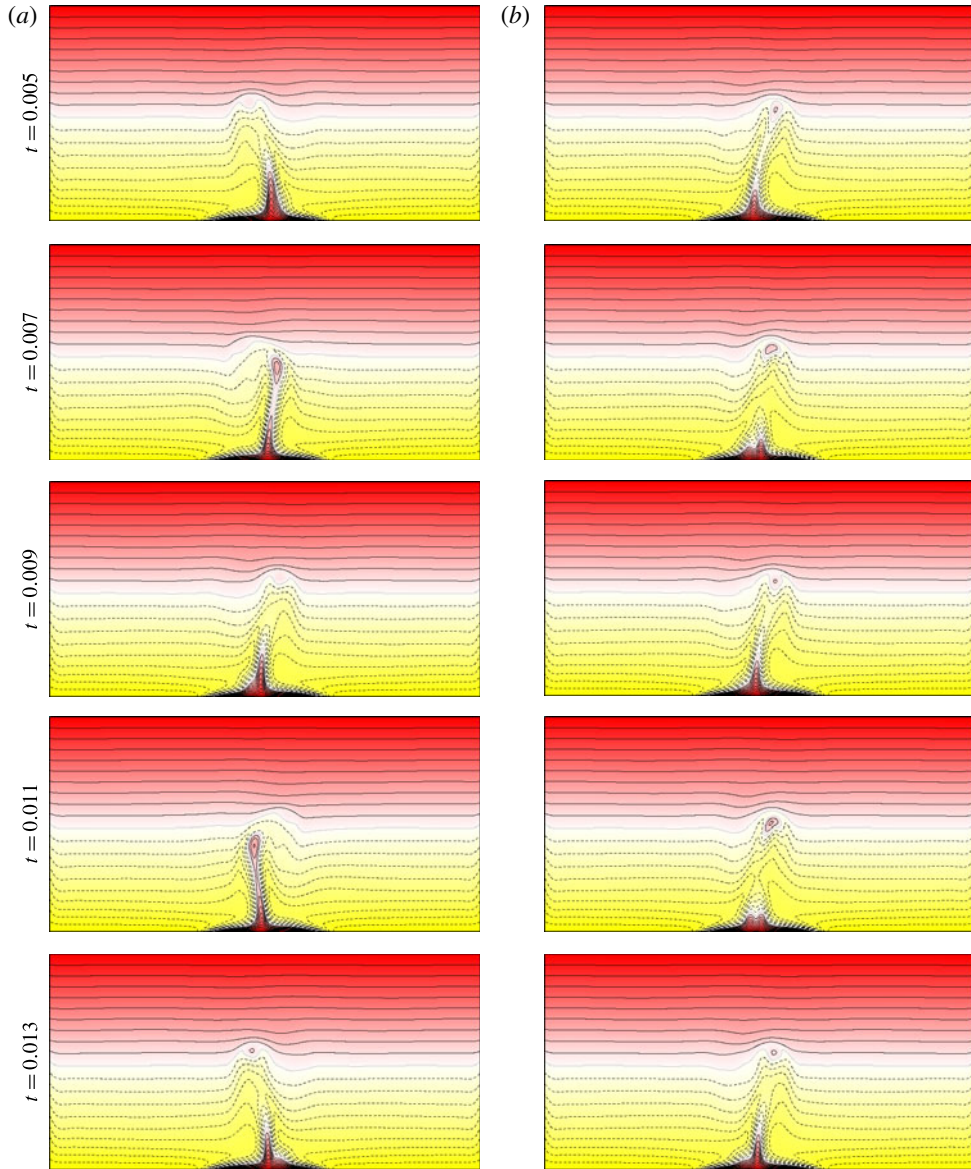 (a)
(b)
t = 0.005
t = 0.007
t = 0.009
t = 0.011
t = 0.013